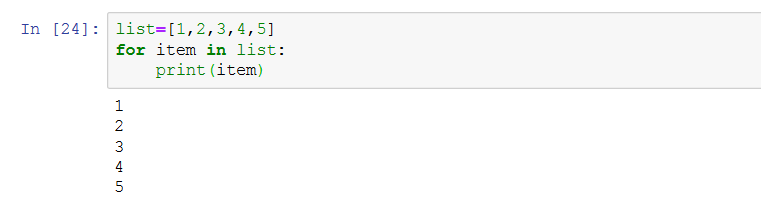 In [24]: list=[1,2,3,4,5]
for item in list:
    print(item)
1
2
3
4
5